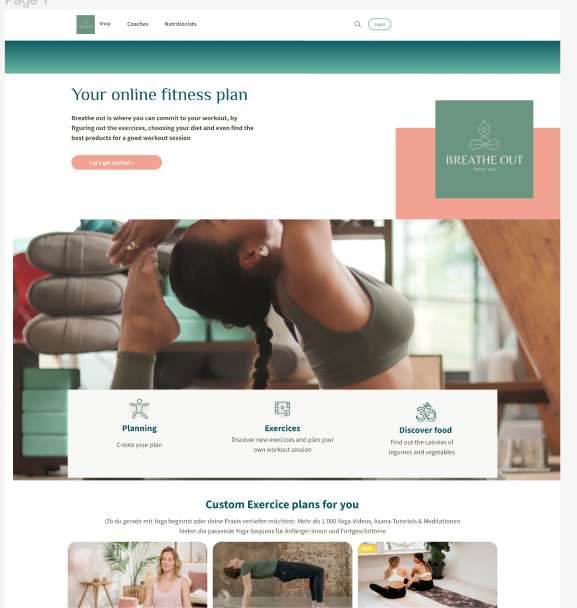 Page 1
BREATHE OUT
Shop Coaches Nutritionists Login
Your online fitness plan
Breathe out is where you can commit to your workout, by
figuring out the exercices, choosing your diet and even find the
best products for a good workout session
Let's get started
BREATHE OUT
fitness app
Planning
Create your plan
Exercices
Discover new exercices and plan your
own workout session
Discover food
Find out the calories of
legumes and vegetables
Custom Exercice plans for you
Ob du gerade mit Yoga beginnst oder deine Praxis vertiefen möchtest: Mehr als 1.000 Yoga-Videos, Asana-Tutorials & Meditationen
bieten die passende Yoga-Sequenz für Anfänger:innen und Fortgeschrittene
NEU